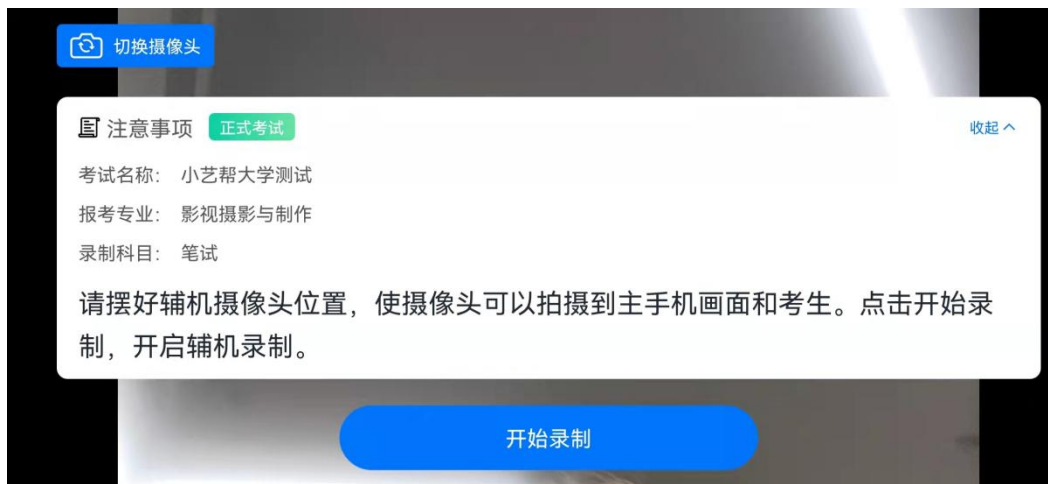 切换摄像头
注意事项 正式考试 收起
考试名称： 小艺帮大学测试
报考专业： 影视摄影与制作
录制科目： 笔试
请摆好辅机摄像头位置，使摄像头可以拍摄到主手机画面和考生。点击开始录
制，开启辅机录制。
开始录制